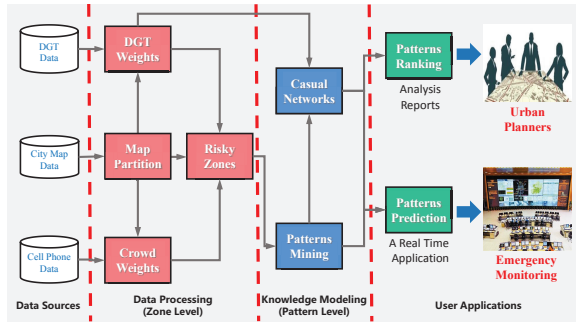 DGT
Data
City Map
Data
Cell Phone
Data
DGT
Weights
Map
Partition
Crowd
Weights
Risky
Zones
Casual
Networks
Patterns
Mining
Patterns
Ranking
Analysis
Reports
Patterns
Prediction
A Real Time
Application
Urban
Planners
Emergency
Monitoring
Data Sources
Data Processing
(Zone Level)
Knowledge Modeling
(Pattern Level)
User Applications